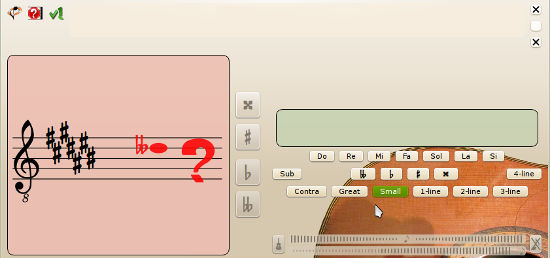 8
Do Re Mi Fa Sol La Si
Sub 4-line
Contra Great Small 1-line 2-line 3-line